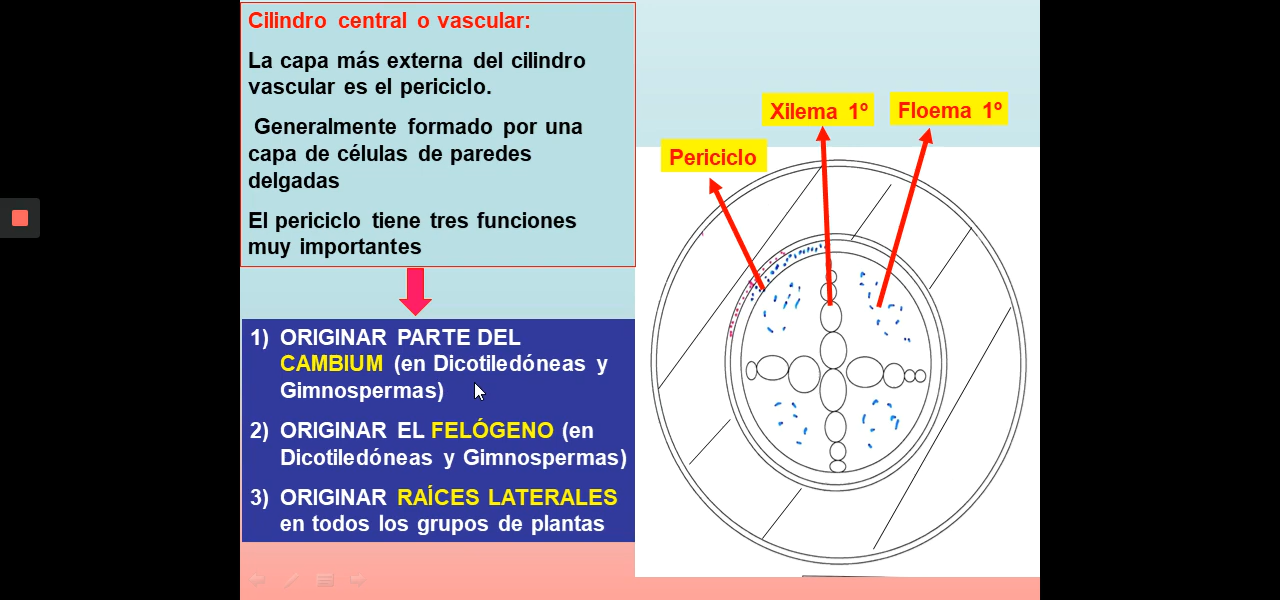 Cilindro central o vascular:
La capa más externa del cilindro
vascular es el periciclo.
Generalmente formado por una
capa de células de paredes
delgadas
El periciclo tiene tres funciones
muy importantes
1) ORIGINAR PARTE DEL
CAMBIUM (en Dicotiledóneas y
Gimnospermas)
2) ORIGINAR EL FELÓGENO (en
Dicotiledóneas y Gimnospermas)
3) ORIGINAR RAÍCES LATERALES
en todos los grupos de plantas
Xilema 1º
Floema 1º
Periciclo